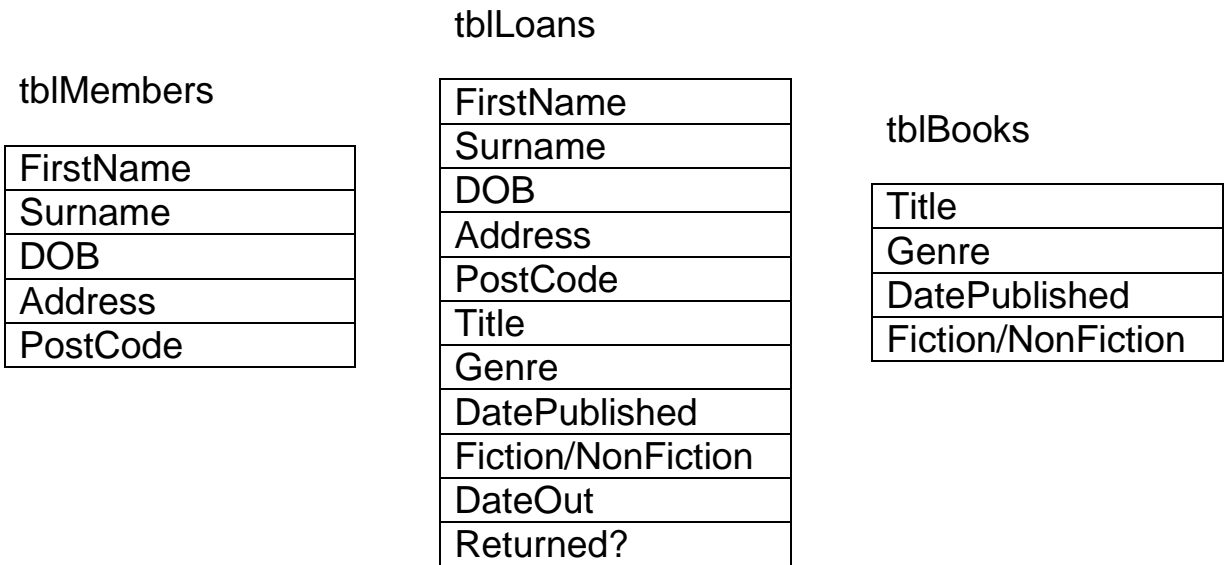 tblMembers
FirstName
Surname
DOB
Address
PostCode
tblLoans
FirstName
Surname
DOB
Address
PostCode
Title
Genre
DatePublished
Fiction/NonFiction
DateOut
Returned?
tblBooks
Title
Genre
DatePublished
Fiction/NonFiction